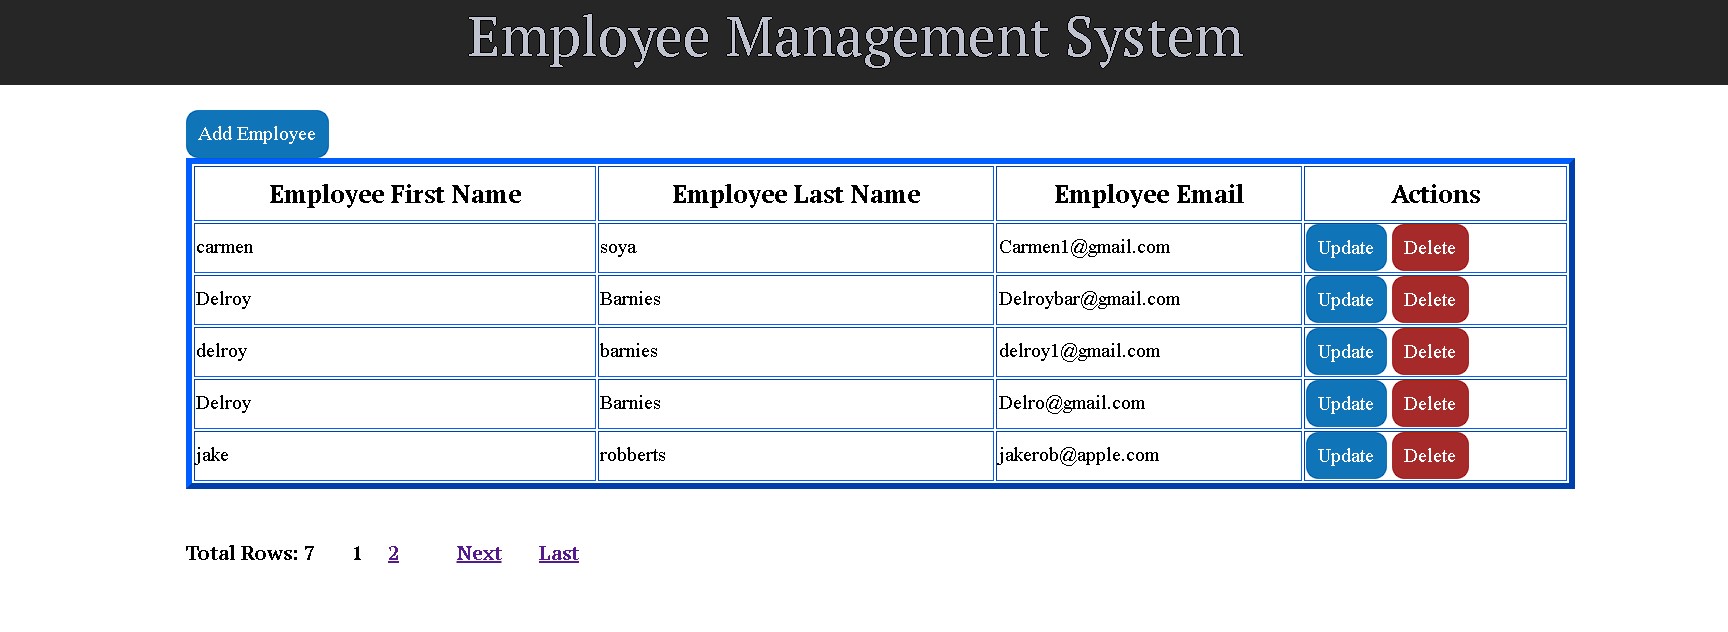 Employee Management System
Add Employee
Employee First Name Employee Last Name Employee Email Actions
carmen soya Carmen1@gmail.com Update Delete
Delroy Barnies Delroybar@gmail.com Update Delete
delroy barnies delroy1@gmail.com Update Delete
Delroy Barnies Delro@gmail.com Update Delete
jake robberts jakerob@apple.com Update Delete
Total Rows: 7 1 2 Next Last